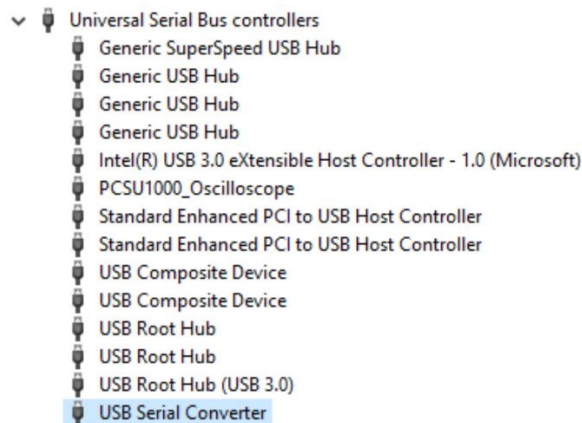 Universal Serial Bus controllers
Generic SuperSpeed USB Hub
Generic USB Hub
Generic USB Hub
Generic USB Hub
Intel(R) USB 3.0 eXtensible Host Controller - 1.0 (Microsoft)
PCSU1000_Oscilloscope
Standard Enhanced PCI to USB Host Controller
Standard Enhanced PCI to USB Host Controller
USB Composite Device
USB Composite Device
USB Root Hub
USB Root Hub
USB Root Hub (USB 3.0)
USB Serial Converter